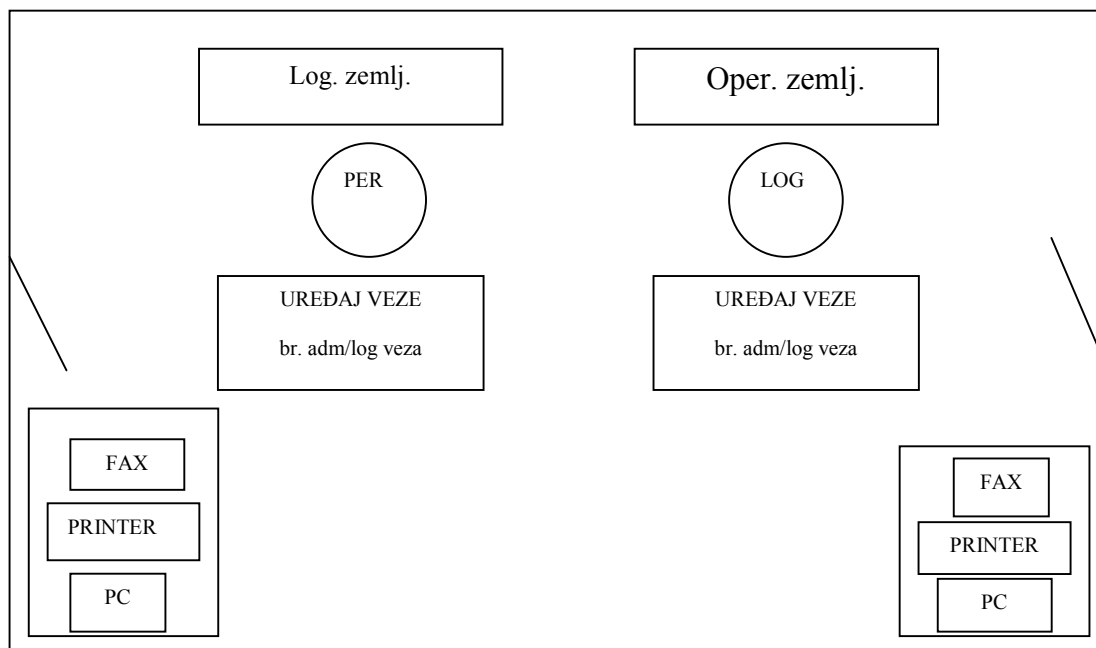 Log. zemlj.
Oper. zemlj.
PER
LOG
UREĐAJ VEZE
br. adm/log veza
UREĐAJ VEZE
br. adm/log veza
FAX
PRINTER
PC
FAX
PRINTER
PC